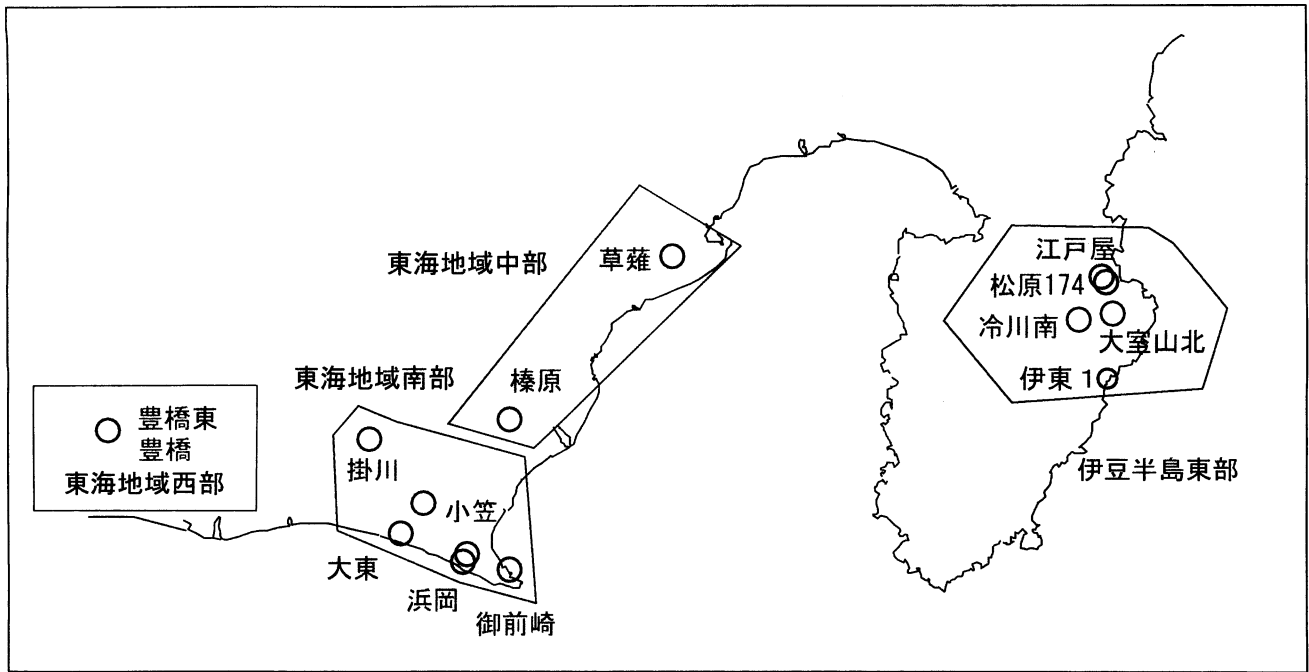 東海地域中部
草薙
榛原
東海地域南部
掛川
小笠
大東
浜岡
御前崎
豊橋東
豊橋
東海地域西部
江戸屋
松原174
冷川南
大室山北
伊東1
伊豆半島東部